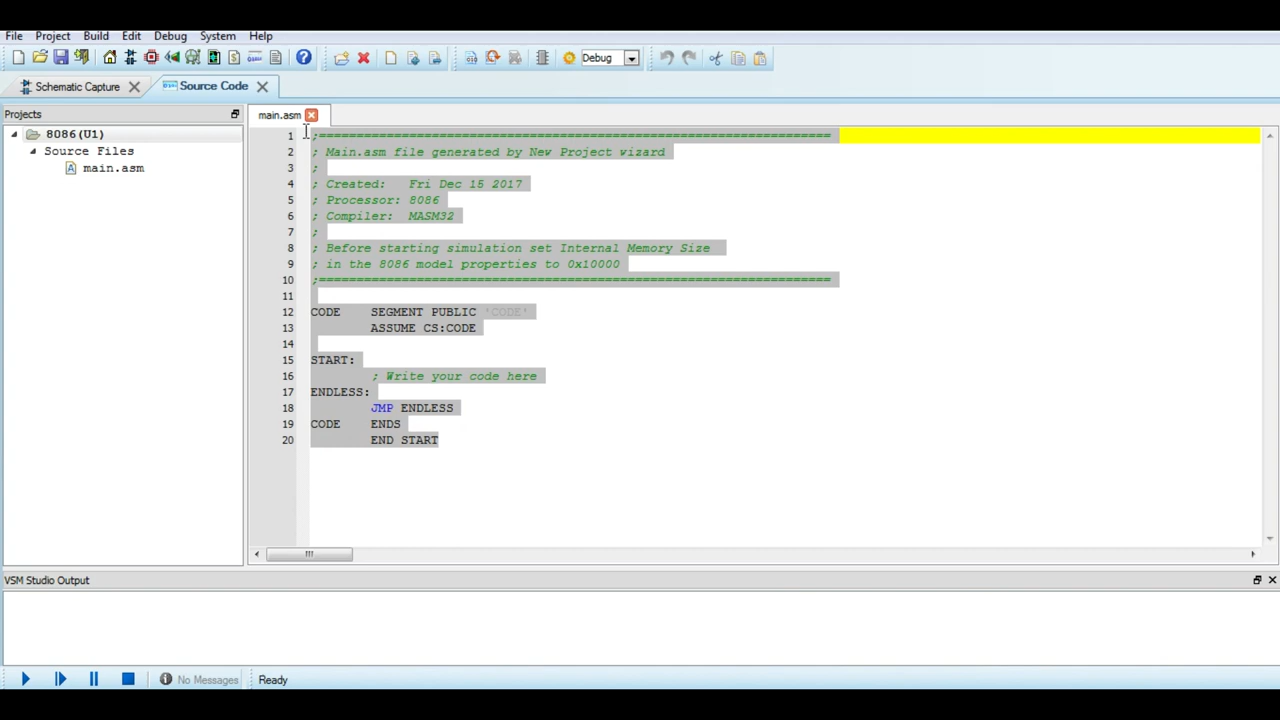 File Project Build Edit Debug System Help
Debug
Schematic Capture Source Code
Projects
8086(U1)
Source Files
main.asm
main.asm
1 ;====================================================================
2 ; Main.asm file generated by New Project wizard
3 ;
4 ; Created:   Fri Dec 15 2017
5 ; Processor: 8086
6 ; Compiler:  MASM32
7 ;
8 ; Before starting simulation set Internal Memory Size
9 ; in the 8086 model properties to 0x10000
10 ;====================================================================
11
12 CODE    SEGMENT PUBLIC 'CODE'
13         ASSUME CS:CODE
14
15 START:
16         ; Write your code here
17 ENDLESS:
18         JMP ENDLESS
19 CODE    ENDS
20         END START
VSM Studio Output
No Messages Ready